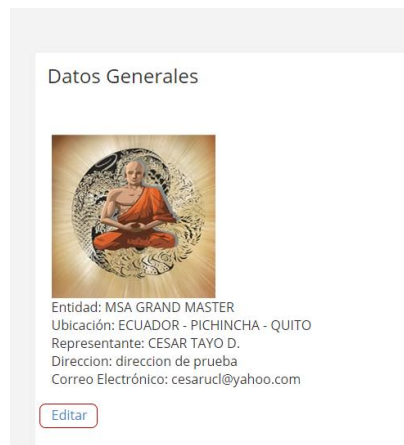 Datos Generales
Entidad: MSA GRAND MASTER
Ubicación: ECUADOR - PICHINCHA - QUITO
Representante: CESAR TAYO D.
Direccion: direccion de prueba
Correo Electrónico: cesarucl@yahoo.com
Editar